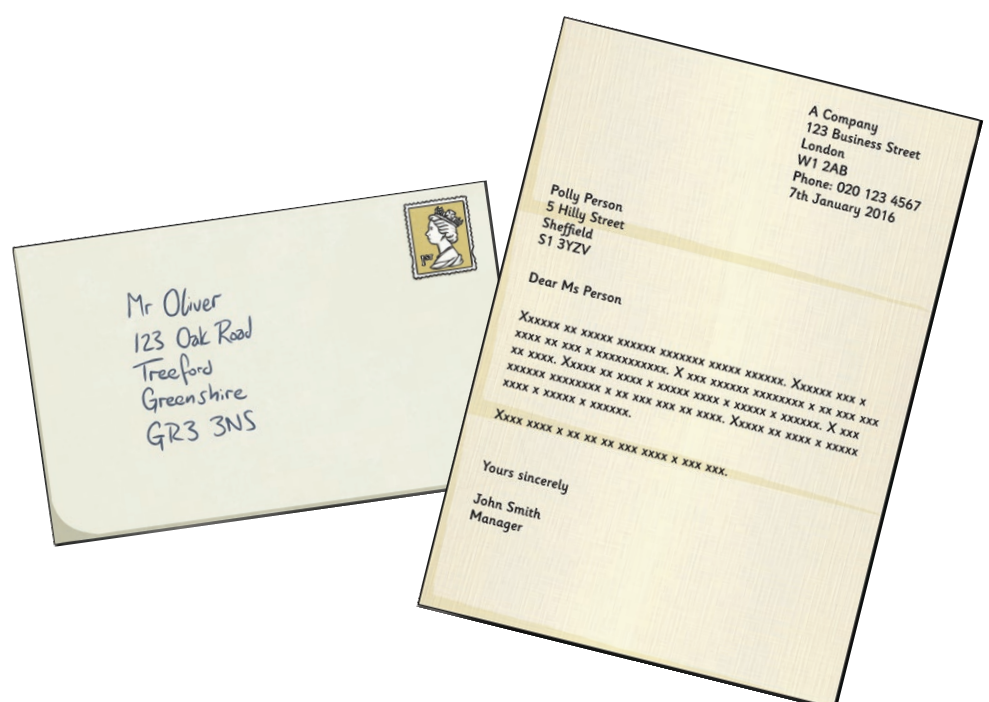 Mr Oliver
123 Oak Road
Treeford
Greenshire
GR3 3NS
1st
A Company
123 Business Street
London
W1 2AB
Phone: 020 123 4567
7th January 2016
Polly Person
5 Hilly Street
Sheffield
S1 3YZV
Dear Ms Person
Xxxxxx xx xxxxx xxxxxx xxxxxxx xxxxx xxxxxx. Xxxxxx xxx x
xxxx xx xxx x xxxxxxxxxxx. X xxx xxxxxx xxxxxxxx x xx xxx xxx
xx xxxx. Xxxxx xx xxxx x xxxxx xxxx x xxxxx x xxxxxx. X xxx
xxxxxx xxxxxxxx x xx xxx xxx xx xxxx. Xxxxx xx xxxx x xxxxx
xxxx x xxxxx x xxxxxx.
Xxxx xxxx x xx xx xx xxx xxxx x xxx xxx.
Yours sincerely
John Smith
Manager